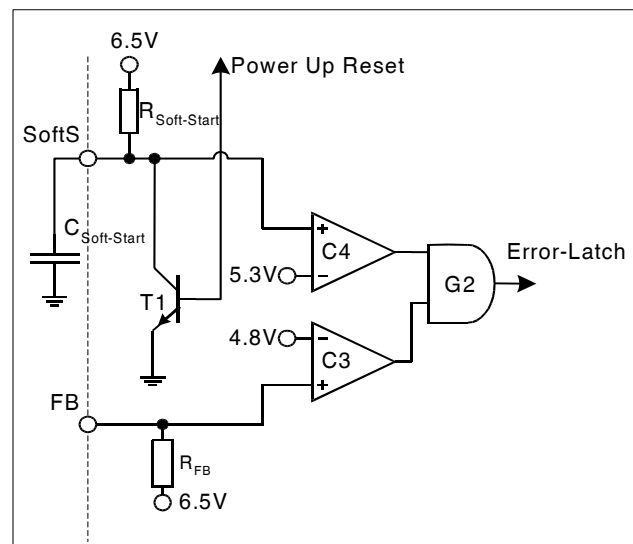 6.5V
Power Up Reset
R Soft-Start
SoftS
C Soft-Start
+
C4
Error-Latch
5.3V
-
G2
T1
4.8V
-
C3
+
FB
R FB
6.5V